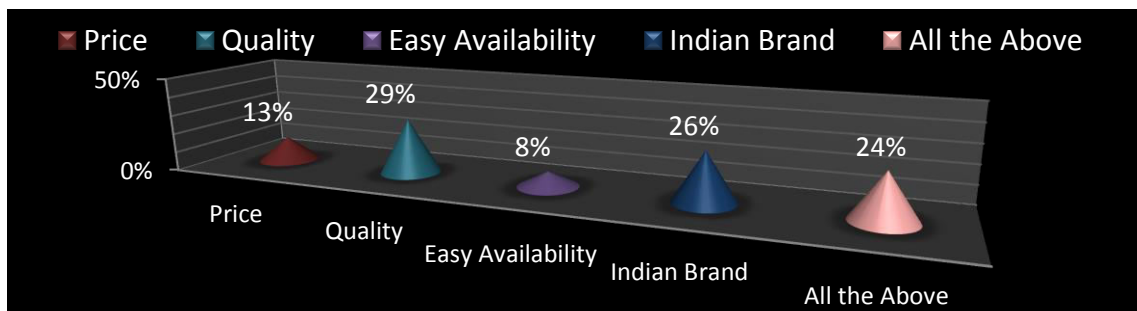 Price Quality Easy Availability Indian Brand All the Above
50%
0%
13%
29%
8%
26%
24%
Price
Quality
Easy Availability
Indian Brand
All the Above